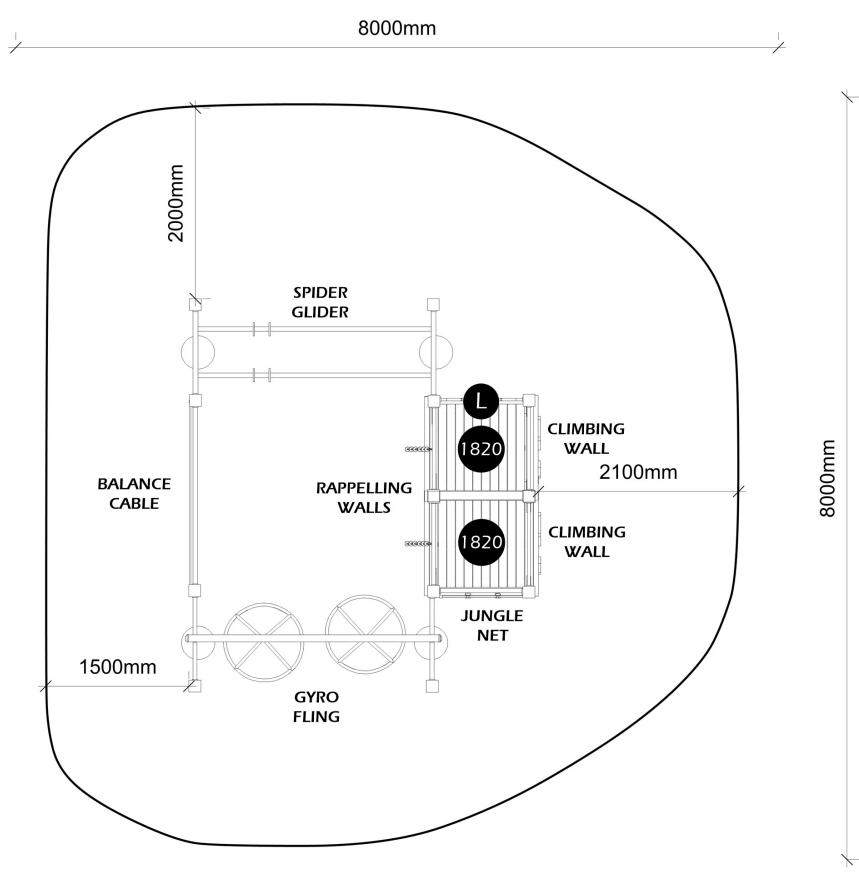 8000mm
2000mm
SPIDER
GLIDER
L
1820
CLIMBING
WALL
8000mm
2100mm
BALANCE
CABLE
RAPPELLING
WALLS
1820
CLIMBING
WALL
JUNGLE
NET
1500mm
GYRO
FLING